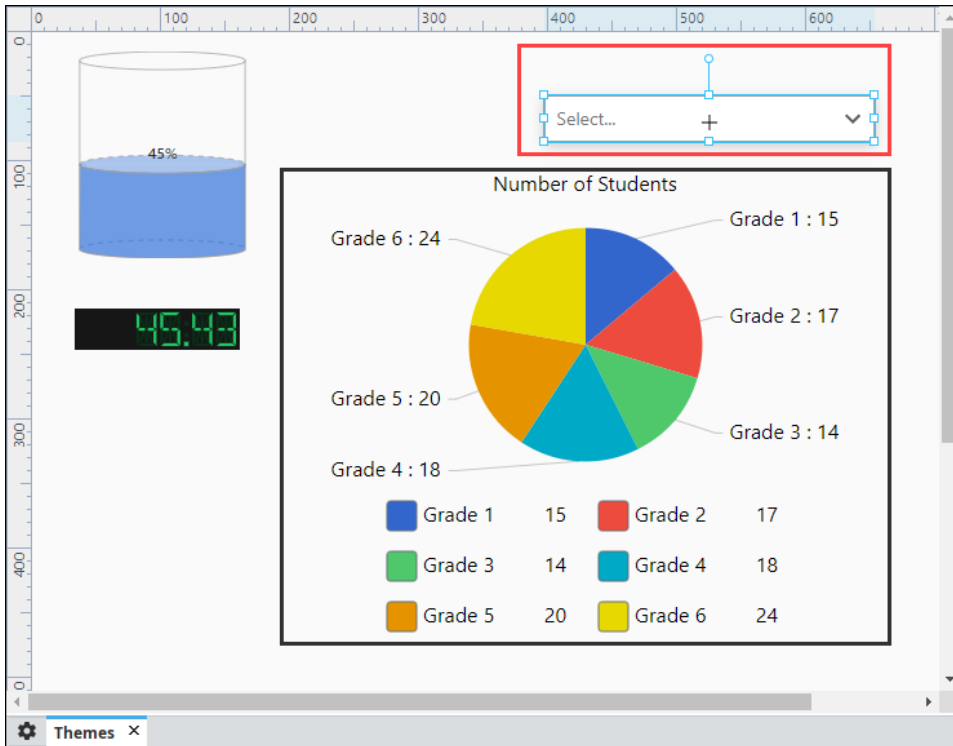 0 100 200 300 400 500 600
0
100
200
300
400
0
45%
45.43
Select...
Number of Students
Grade 1 : 15
Grade 6 : 24
Grade 2 : 17
Grade 5 : 20
Grade 3 : 14
Grade 4 : 18
Grade 1 15 Grade 2 17
Grade 3 14 Grade 4 18
Grade 5 20 Grade 6 24
Themes